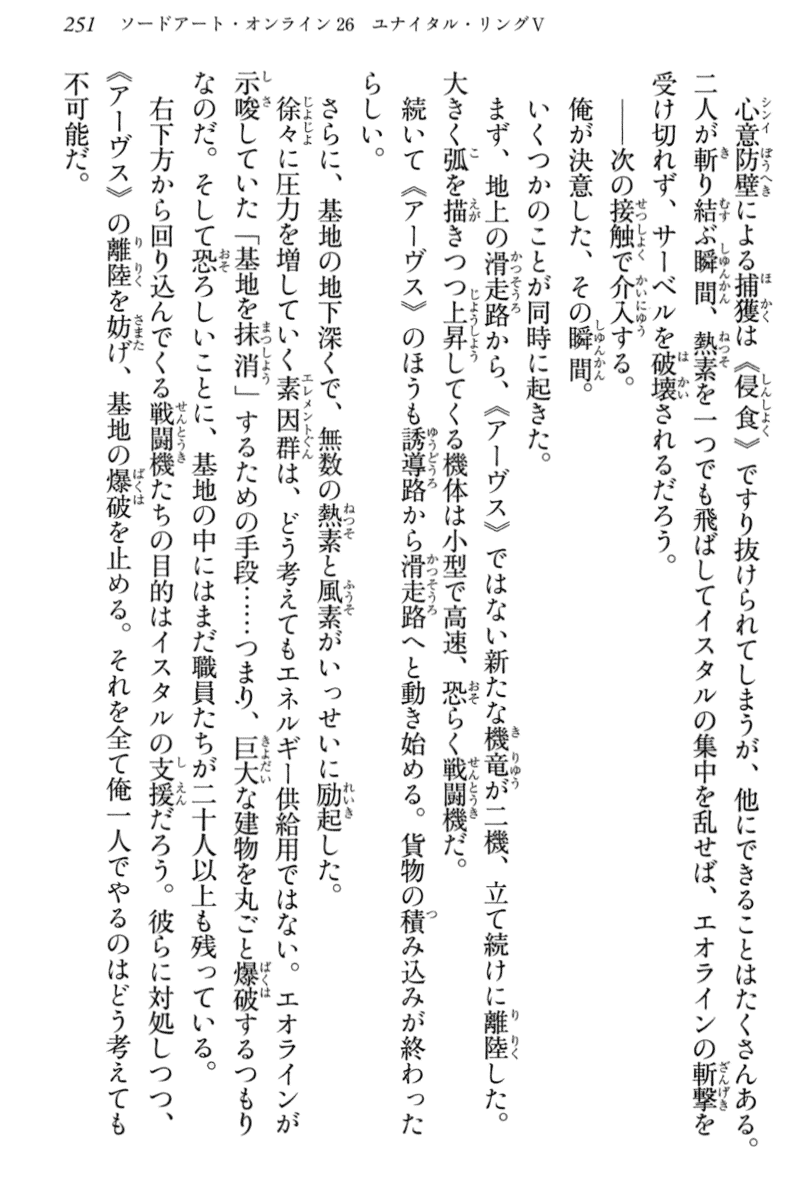 251　ソードアート・オンライン26　ユナイタル・リングⅤ
　心意防壁による捕獲は《侵食》ですり抜けられてしまうが、他にできることはたくさんある。
二人が斬り結ぶ瞬間、熱素を一つでも飛ばしてイスタルの集中を乱せば、エオラインの斬撃を
受け切れず、サーベルを破壊されるだろう。
　――次の接触で介入する。
　俺が決意した、その瞬間。
　いくつかのことが同時に起きた。
　まず、地上の滑走路から、《アーヴス》ではない新たな機竜が二機、立て続けに離陸した。
大きく弧を描きつつ上昇してくる機体は小型で高速、恐らく戦闘機だ。
　続いて《アーヴス》のほうも誘導路から滑走路へと動き始める。貨物の積み込みが終わった
らしい。
　さらに、基地の地下深くで、無数の熱素と風素がいっせいに励起した。
　徐々に圧力を増していく素因群は、どう考えてもエネルギー供給用ではない。エオラインが
示唆していた「基地を抹消」するための手段……つまり、巨大な建物を丸ごと爆破するつもり
なのだ。そして恐ろしいことに、基地の中にはまだ職員たちが二十人以上も残っている。
　右下方から回り込んでくる戦闘機たちの目的はイスタルの支援だろう。彼らに対処しつつ、
《アーヴス》の離陸を妨げ、基地の爆破を止める。それを全て俺一人でやるのはどう考えても
不可能だ。